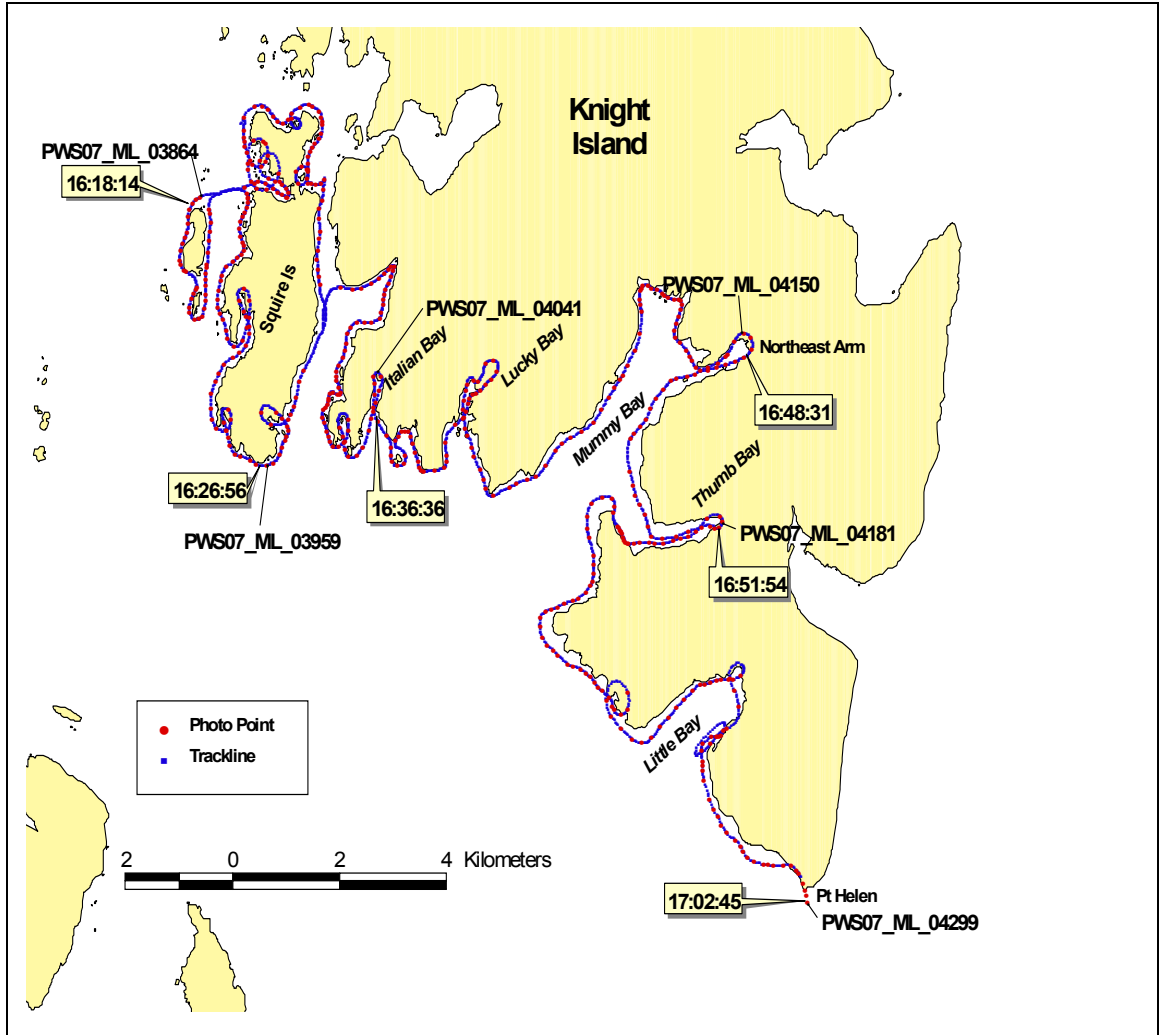 Knight
Island
PWS07_ML_03864
16:18:14
Squire Is
PWS07_ML_04150
PWS07_ML_04041
Italian Bay
Lucky Bay
Northeast Arm
16:48:31
Mummy Bay
Thumb Bay
16:26:56
16:36:36
PWS07_ML_04181
PWS07_ML_03959
16:51:54
Little Bay
Photo Point
Trackline
2 0 2 4 Kilometers
17:02:45
Pt Helen
PWS07_ML_04299